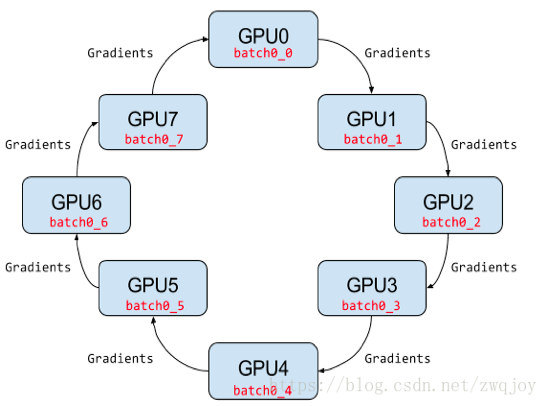 GPU0
batch0_0
Gradients
Gradients
GPU7
batch0_7
GPU1
batch0_1
Gradients
Gradients
GPU6
batch0_6
GPU2
batch0_2
Gradients
Gradients
GPU5
batch0_5
GPU3
batch0_3
Gradients
Gradients
GPU4
batch0_4
https://blog.csdn.net/zwqjoy